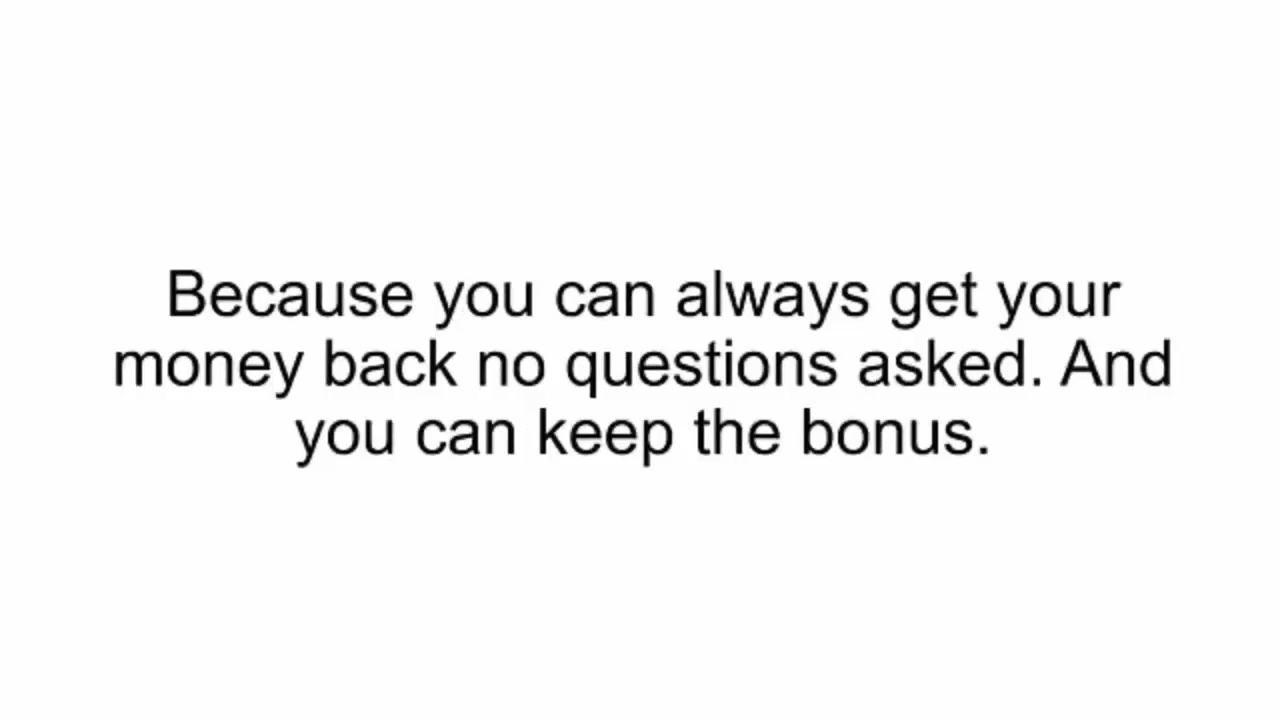 Because you can always get your
money back no questions asked. And
you can keep the bonus.